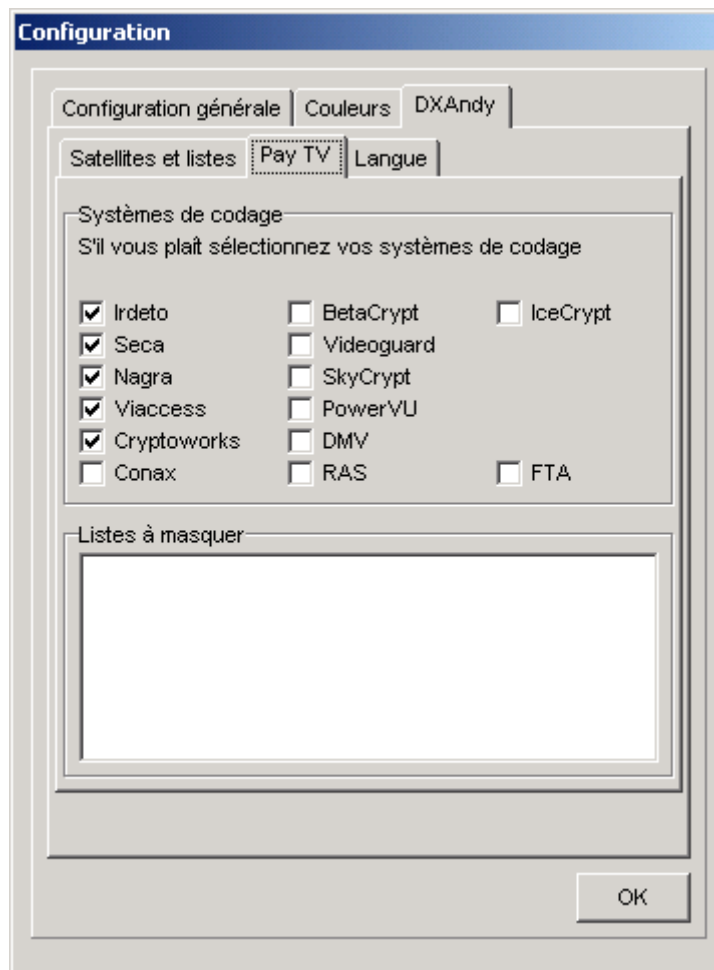 Configuration
Configuration générale Couleurs DXAndy
Satellites et listes Pay TV Langue
Systèmes de codage
S'il vous plaît sélectionnez vos systèmes de codage
Irdeto BetaCrypt IceCrypt
Seca Videoguard
Nagra SkyCrypt
Viaccess PowerVU
Cryptoworks DMV
Conax RAS FTA
Listes à masquer
OK